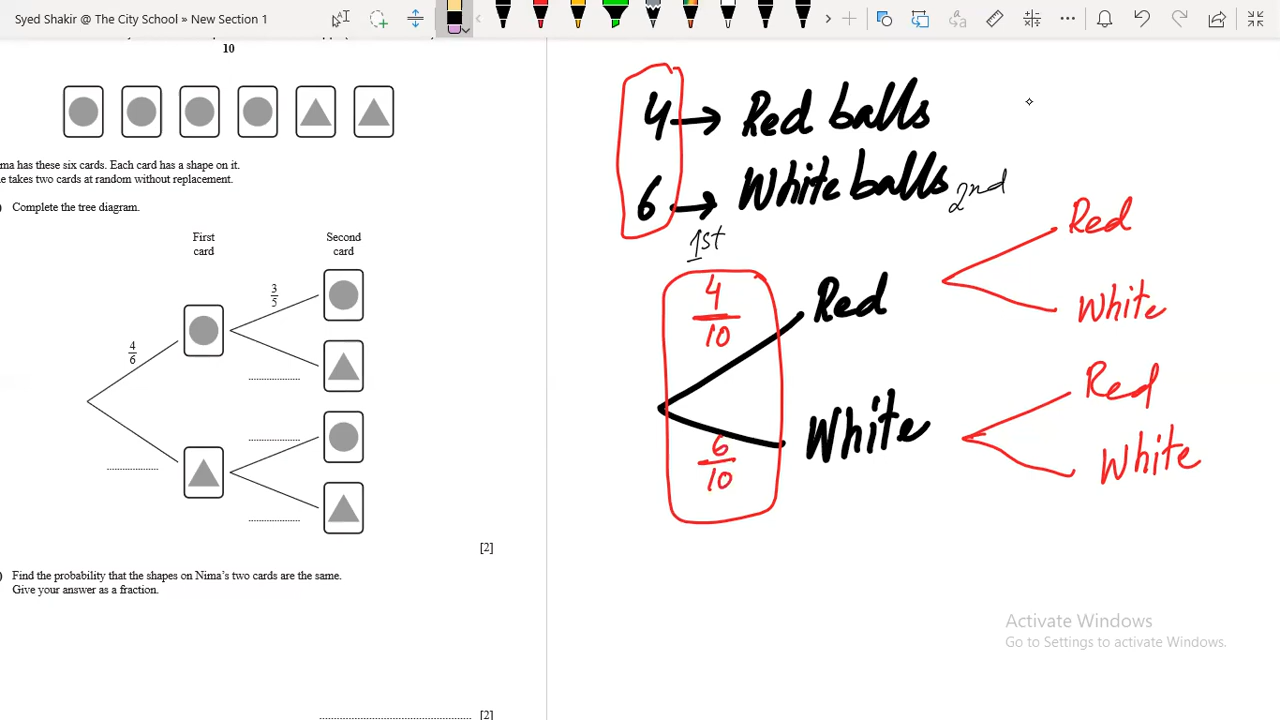 Syed Shakir @ The City School » New Section 1
10
ma has these six cards. Each card has a shape on it.
e takes two cards at random without replacement.
) Complete the tree diagram.
First card
Second card
3/5
4/6
[2]
) Find the probability that the shapes on Nima's two cards are the same.
Give your answer as a fraction.
[2]
4 → Red balls
6 → White balls
1st
2nd
4/10
Red
Red
White
6/10
White
Red
White
Activate Windows
Go to Settings to activate Windows.